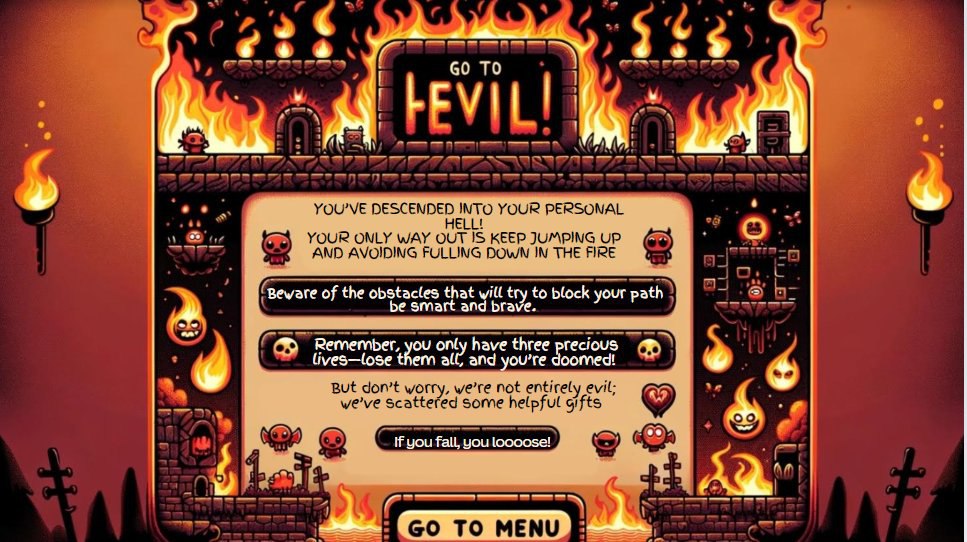 GO TO
HEVIL!
YOU'VE DESCENDED INTO YOUR PERSONAL
HELL!
YOUR ONLY WAY OUT IS KEEP JUMPING UP
AND AVOIDING FULLING DOWN IN THE FIRE
Beware of the obstacles that will try to block your path
be smart and brave.
Remember, you only have three precious
lives—lose them all, and you're doomed!
But don't worry, we're not entirely evil;
we've scattered some helpful gifts
If you fall, you loooose!
GO TO MENU